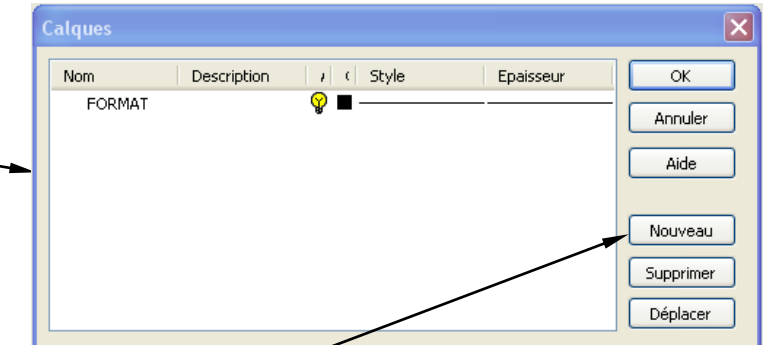 Calques
Nom Description Style Epaisseur
FORMAT
OK
Annuler
Aide
Nouveau
Supprimer
Déplacer